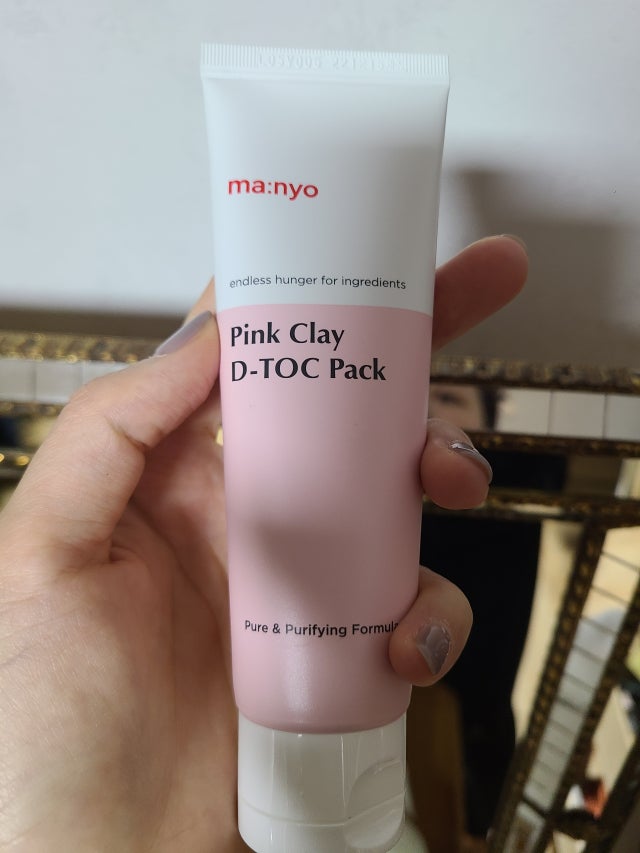 ma:nyo
endless hunger for ingredients
Pink Clay
D-TOC Pack
Pure & Purifying Formula